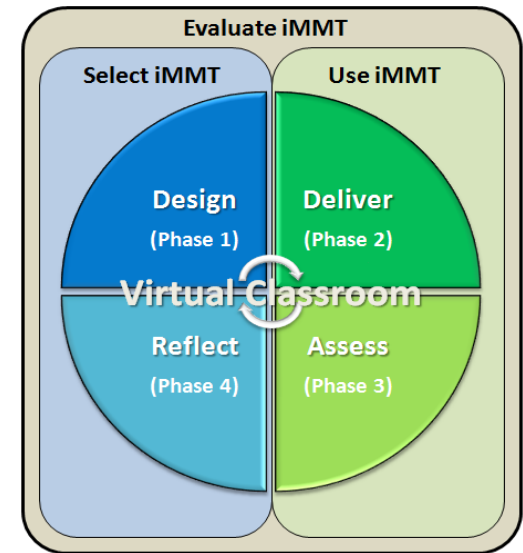 Evaluate iMMT
Select iMMT
Use iMMT
Design
(Phase 1)
Deliver
(Phase 2)
Virtual Classroom
Reflect
(Phase 4)
Assess
(Phase 3)